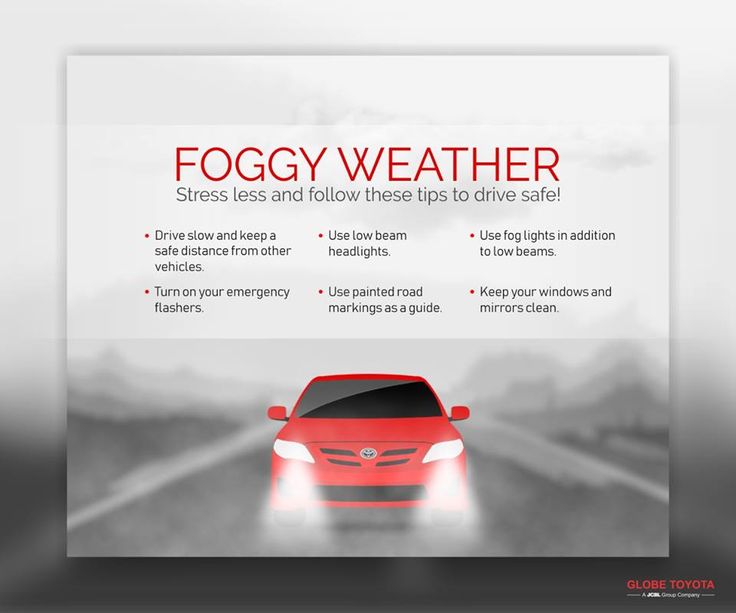 FOGGY WEATHER
Stress less and follow these tips to drive safe!
• Drive slow and keep a
safe distance from other
vehicles.
• Turn on your emergency
flashers.
• Use low beam
headlights.
• Use painted road
markings as a guide.
• Use fog lights in addition
to low beams.
• Keep your windows and
mirrors clean.
GLOBE TOYOTA
A JCBL Group Company